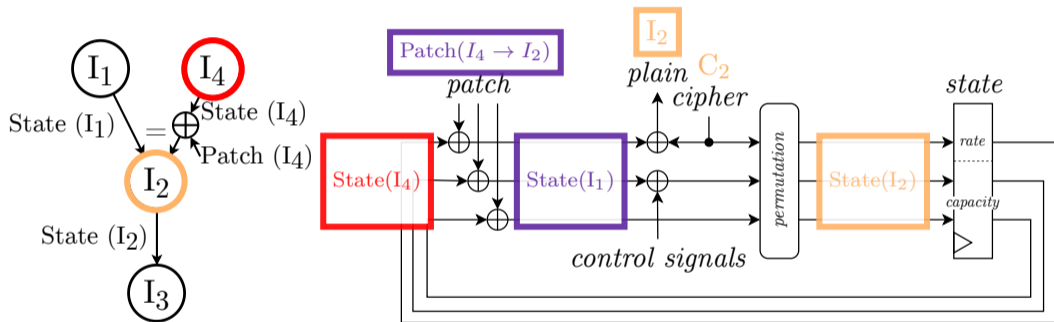 I₁
I₄
State (I₁)
=
State (I₄)
Patch (I₄)
I₂
State (I₂)
I₃
Patch(I₄ → I₂)
patch
I₂
plain
C₂
cipher
state
State(I₄)
State(I₁)
permutation
State(I₂)
rate
capacity
control signals